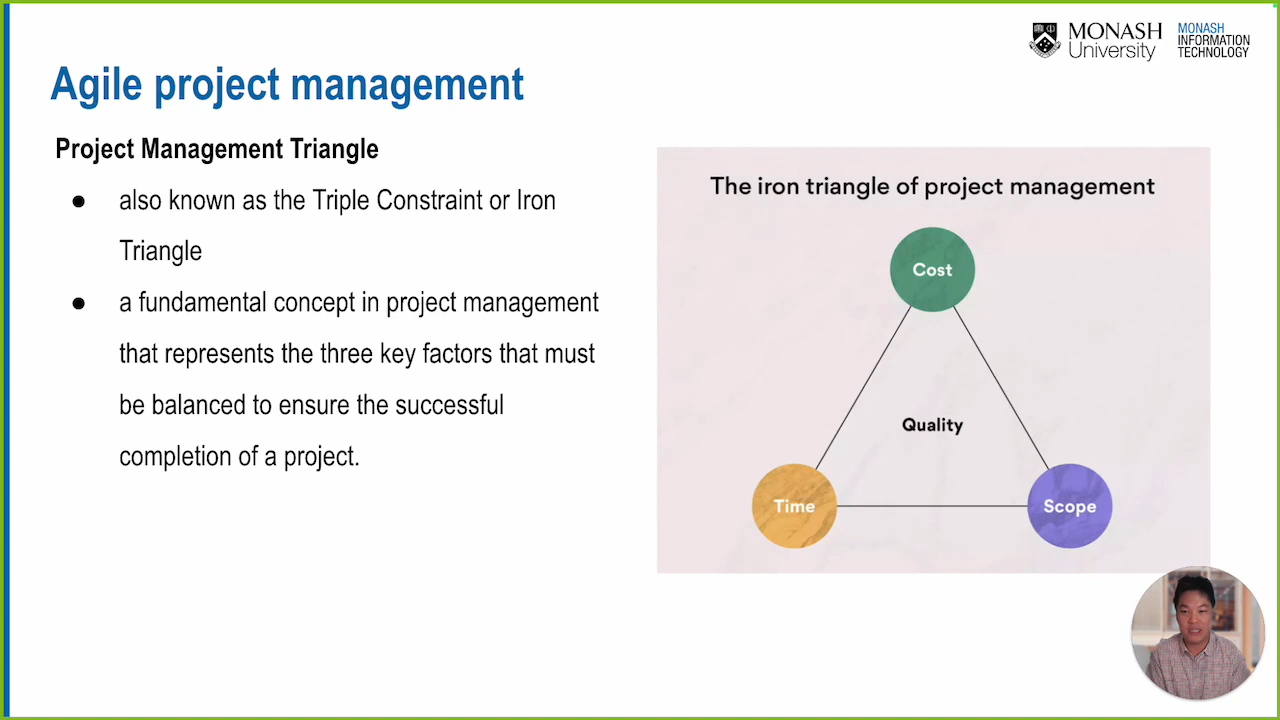 MONASH
University
MONASH
INFORMATION
TECHNOLOGY
Agile project management
Project Management Triangle
● also known as the Triple Constraint or Iron
Triangle
● a fundamental concept in project management
that represents the three key factors that must
be balanced to ensure the successful
completion of a project.
The iron triangle of project management
Cost
Quality
Time
Scope